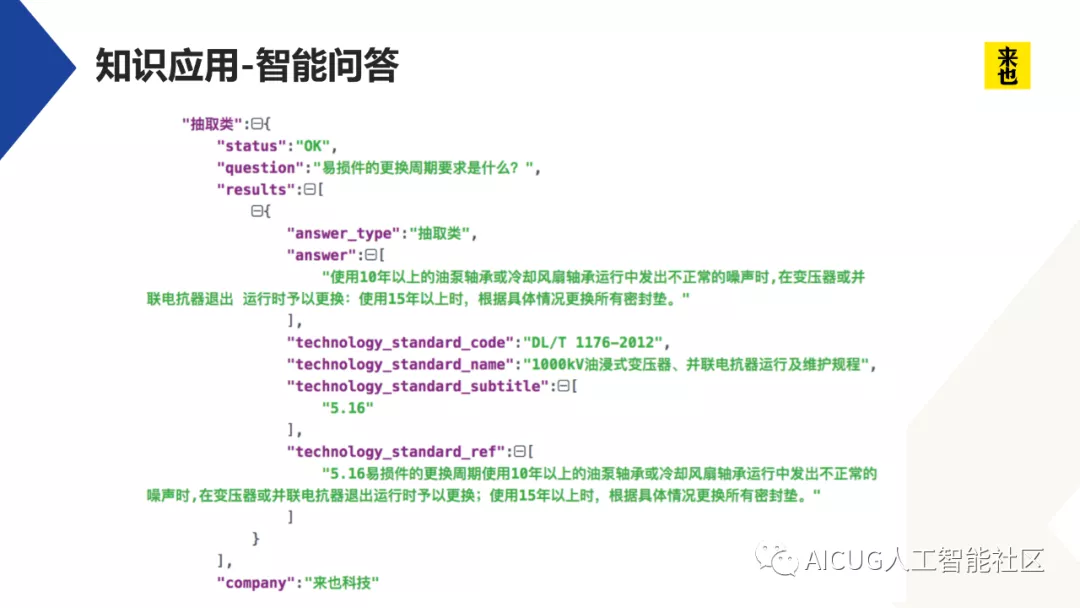 知识应用-智能问答
来也
"抽取类":{
"status":"OK",
"question":"易损件的更换周期要求是什么？",
"results":[
{
"answer_type":"抽取类",
"answer":[
"使用10年以上的油泵轴承或冷却风扇轴承运行中发出不正常的噪声时,在变压器或并
联电抗器退出 运行时予以更换：使用15年以上时，根据具体情况更换所有密封垫。"
],
"technology_standard_code":"DL/T 1176-2012",
"technology_standard_name":"1000kV油浸式变压器、并联电抗器运行及维护规程",
"technology_standard_subtitle":[
"5.16"
],
"technology_standard_ref":[
"5.16易损件的更换周期使用10年以上的油泵轴承或冷却风扇轴承运行中发出不正常的
噪声时,在变压器或并联电抗器退出运行时予以更换；使用15年以上时，根据具体情况更换所有密封垫。"
]
}
],
"company":"来也科技"
AICUG人工智能社区